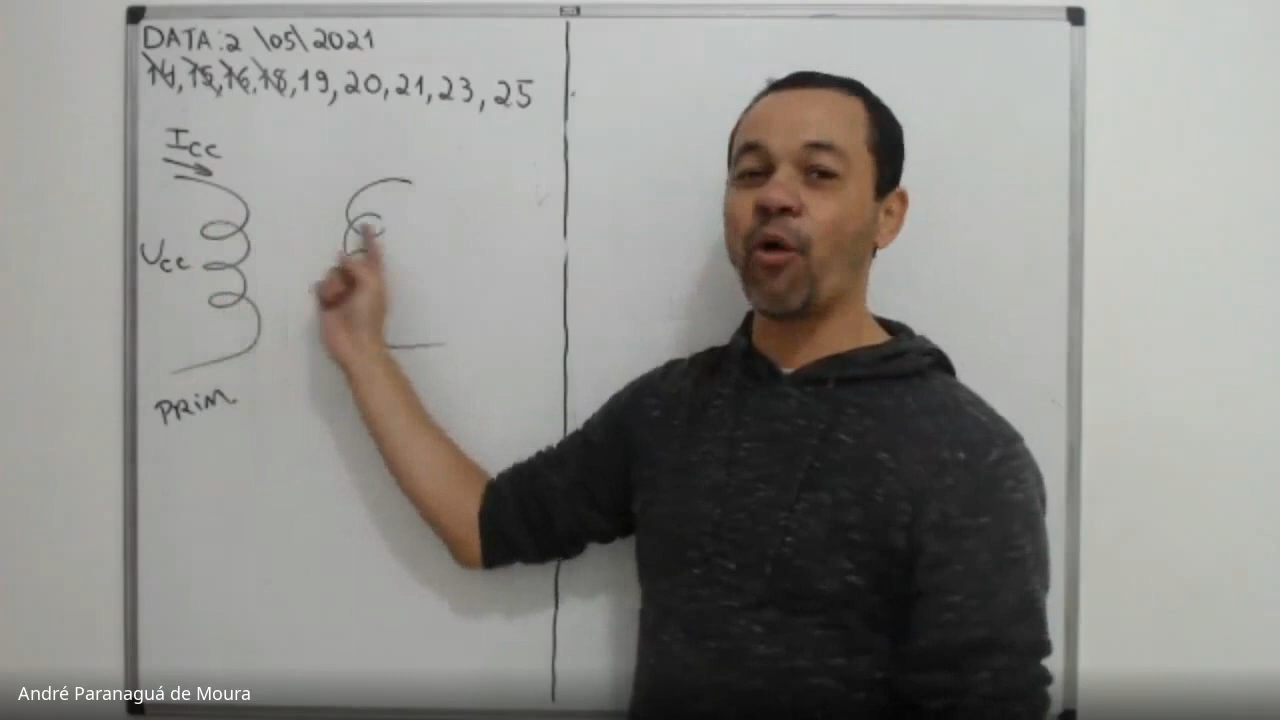 DATA: 2 \05\ 2021
14, 15, 16, 18, 19, 20, 21, 23, 25
Icc
Ucc
PRIM
André Paranaguá de Moura